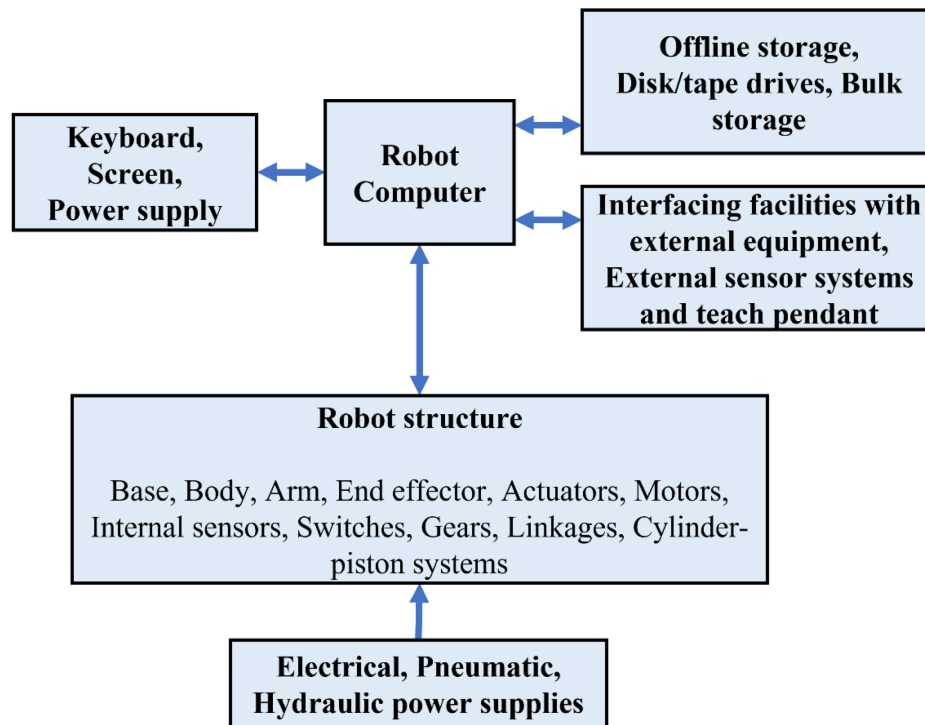 Offline storage,
Disk/tape drives, Bulk
storage
Keyboard,
Screen,
Power supply
Robot
Computer
Interfacing facilities with
external equipment,
External sensor systems
and teach pendant
Robot structure
Base, Body, Arm, End effector, Actuators, Motors,
Internal sensors, Switches, Gears, Linkages, Cylinder-
piston systems
Electrical, Pneumatic,
Hydraulic power supplies